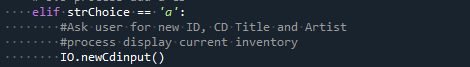 elif strChoice == 'a':
#Ask user for new ID, CD Title and Artist
#process display current inventory
IO.newCdinput()